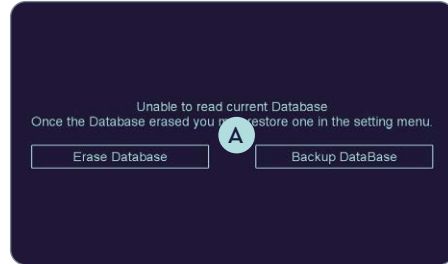 Unable to read current Database
Once the Database erased you restore one in the setting menu.
A
Erase Database
Backup DataBase